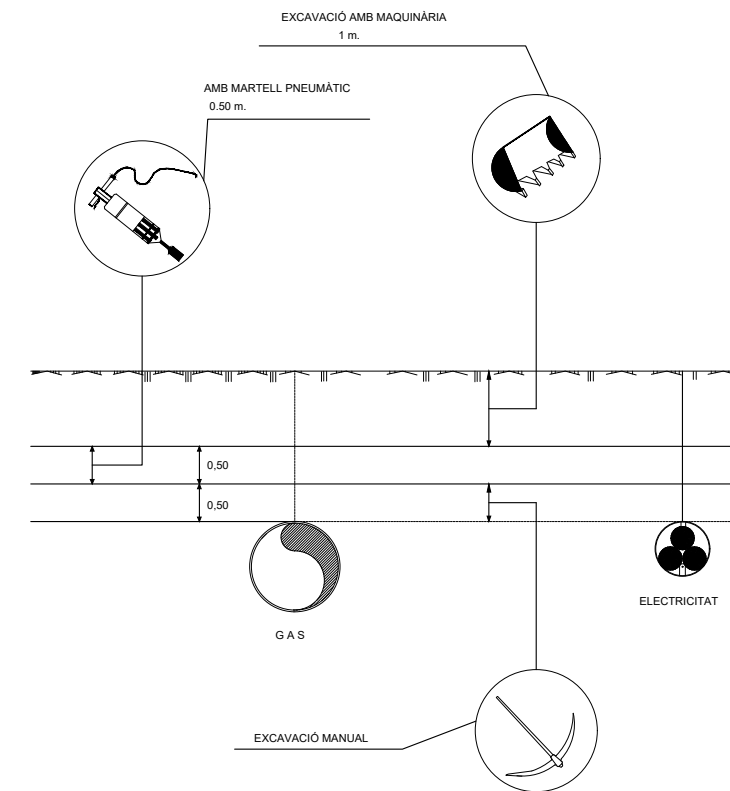 EXCAVACIÓ AMB MAQUINÀRIA
1 m.
AMB MARTELL PNEUMÀTIC
0.50 m.
0,50
0,50
ELECTRICITAT
G A S
EXCAVACIÓ MANUAL